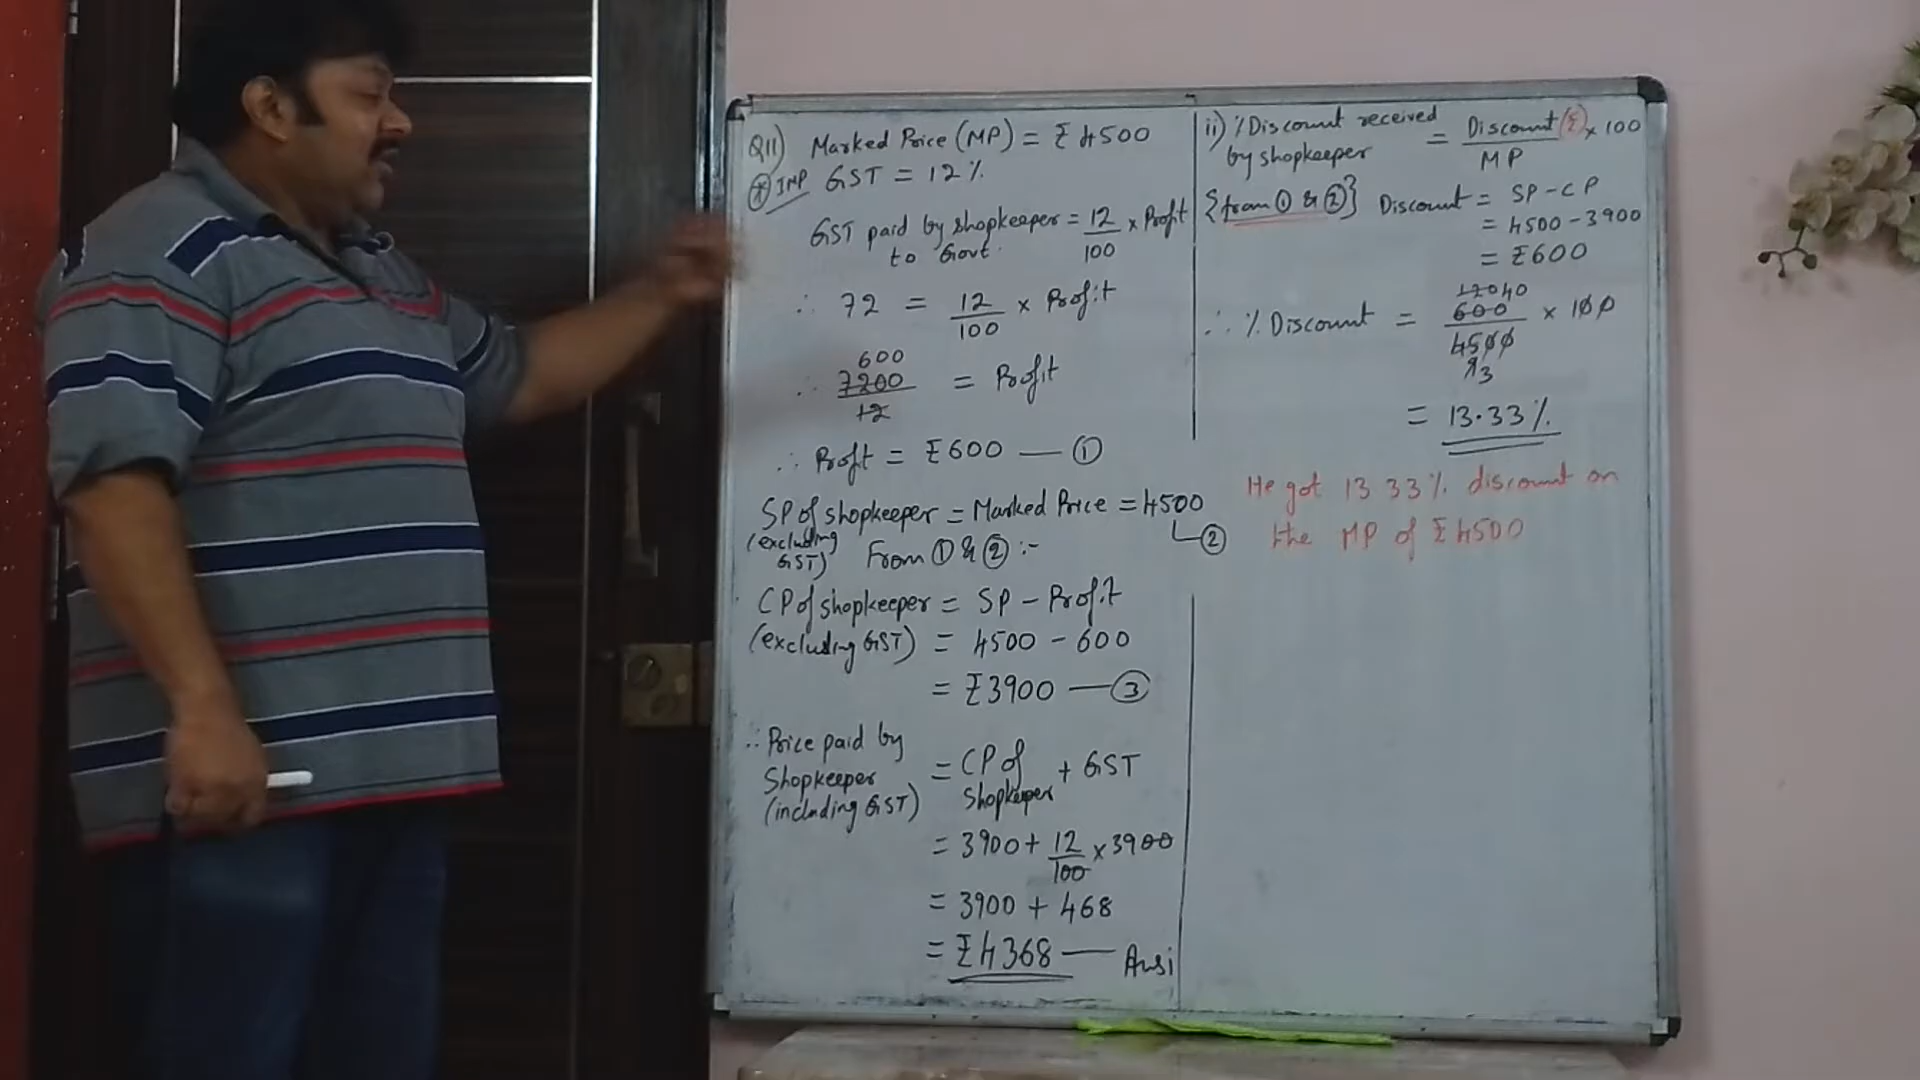 Q11) Marked Price (MP) = ₹4500
* IMP GST = 12%
GST paid by shopkeeper = 12/100 × Profit
to Govt.
∴ 72 = 12/100 × Profit
600
∴ 7200/12 = Profit
∴ Profit = ₹600 — ①
SP of shopkeeper = Marked Price = 4500
(excluding GST) ②
From ① & ② :-
CP of shopkeeper = SP - Profit
(excluding GST) = 4500 - 600
= ₹3900 — ③
∴ Price paid by Shopkeeper (including GST) = CP of Shopkeeper + GST
= 3900 + 12/100 × 3900
= 3900 + 468
= ₹4368 — Ans i
ii) % Discount received by shopkeeper = Discount (₹)/MP × 100
{from ① & ②} Discount = SP - CP
= 4500 - 3900
= ₹600
120 40
∴ % Discount = 600/4500 × 100
9 3
= 13.33%
He got 13.33% discount on
the MP of ₹4500